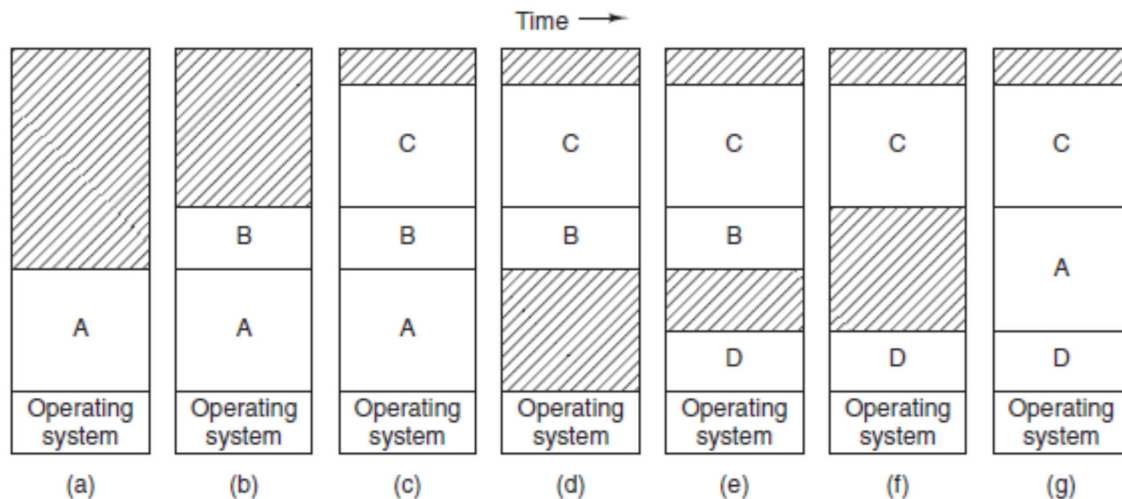 Time
C C C C C
B B B B
A
A A A D D D
Operating system Operating system Operating system Operating system Operating system Operating system Operating system
(a) (b) (c) (d) (e) (f) (g)